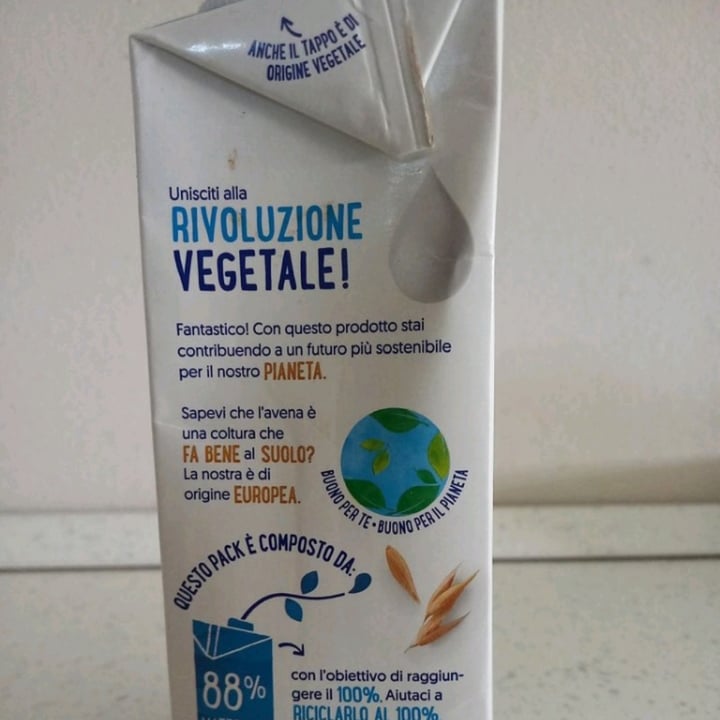 ANCHE IL TAPPO È DI
ORIGINE VEGETALE
Unisciti alla
RIVOLUZIONE
VEGETALE!
Fantastico! Con questo prodotto stai
contribuendo a un futuro più sostenibile
per il nostro PIANETA.
Sapevi che l'avena è
una coltura che
FA BENE al SUOLO?
La nostra è di
origine EUROPEA.
BUONO PER TE • BUONO PER IL PIANETA
QUESTO PACK È COMPOSTO DA:
88%
con l'obiettivo di raggiun-
gere il 100%. Aiutaci a
RICICLARLO AL 100%